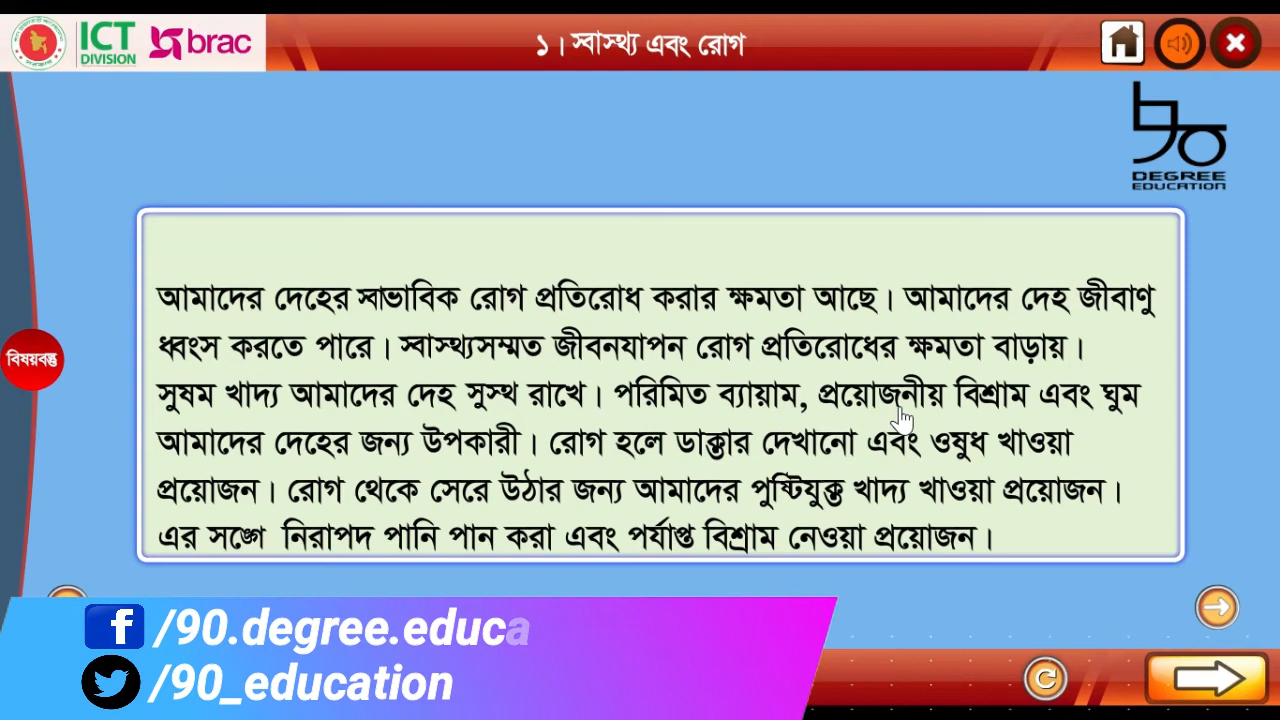 ICT
DIVISION
brac
১। স্বাস্থ্য এবং রোগ
DEGREE
EDUCATION
আমাদের দেহের স্বাভাবিক রোগ প্রতিরোধ করার ক্ষমতা আছে। আমাদের দেহ জীবাণু
ধ্বংস করতে পারে। স্বাস্থ্যসম্মত জীবনযাপন রোগ প্রতিরোধের ক্ষমতা বাড়ায়।
সুষম খাদ্য আমাদের দেহ সুস্থ রাখে। পরিমিত ব্যায়াম, প্রয়োজনীয় বিশ্রাম এবং ঘুম
আমাদের দেহের জন্য উপকারী। রোগ হলে ডাক্তার দেখানো এবং ওষুধ খাওয়া
প্রয়োজন। রোগ থেকে সেরে উঠার জন্য আমাদের পুষ্টিযুক্ত খাদ্য খাওয়া প্রয়োজন।
এর সঙ্গে নিরাপদ পানি পান করা এবং পর্যাপ্ত বিশ্রাম নেওয়া প্রয়োজন।
বিষয়বস্তু
/90.degree.educa
/90_education